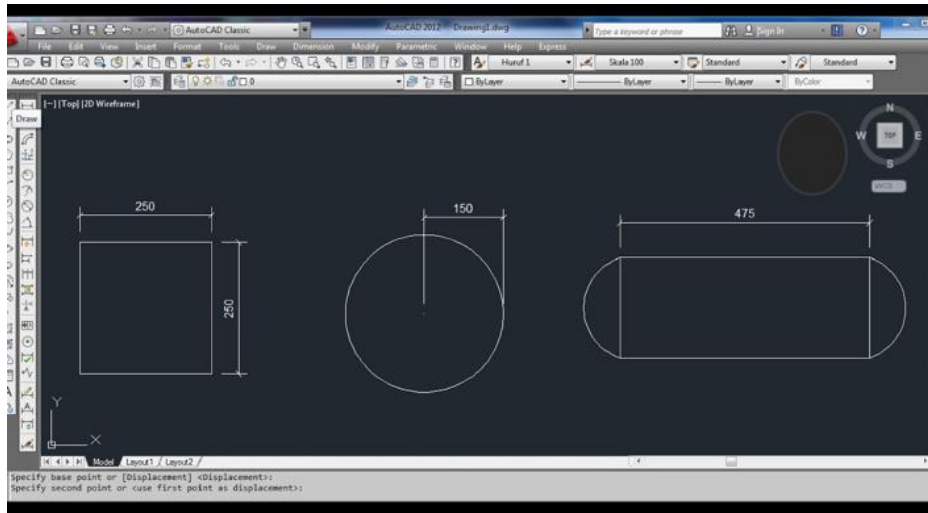 AutoCAD Classic
AutoCAD 2012 Drawing1.dwg
Type a keyword or phrase
Sign In
File Edit View Insert Format Tools Draw Dimension Modify Parametric Window Help Express
Huruf 1
Skala 100
Standard
Standard
AutoCAD Classic
0
ByLayer
ByLayer
ByLayer
ByColor
[−] [Top] [2D Wireframe]
Draw
N
W
TOP
E
S
WCS
250
150
475
250
Y
X
Model Layout1 Layout2
Specify base point or [Displacement] <Displacement>:
Specify second point or <use first point as displacement>: